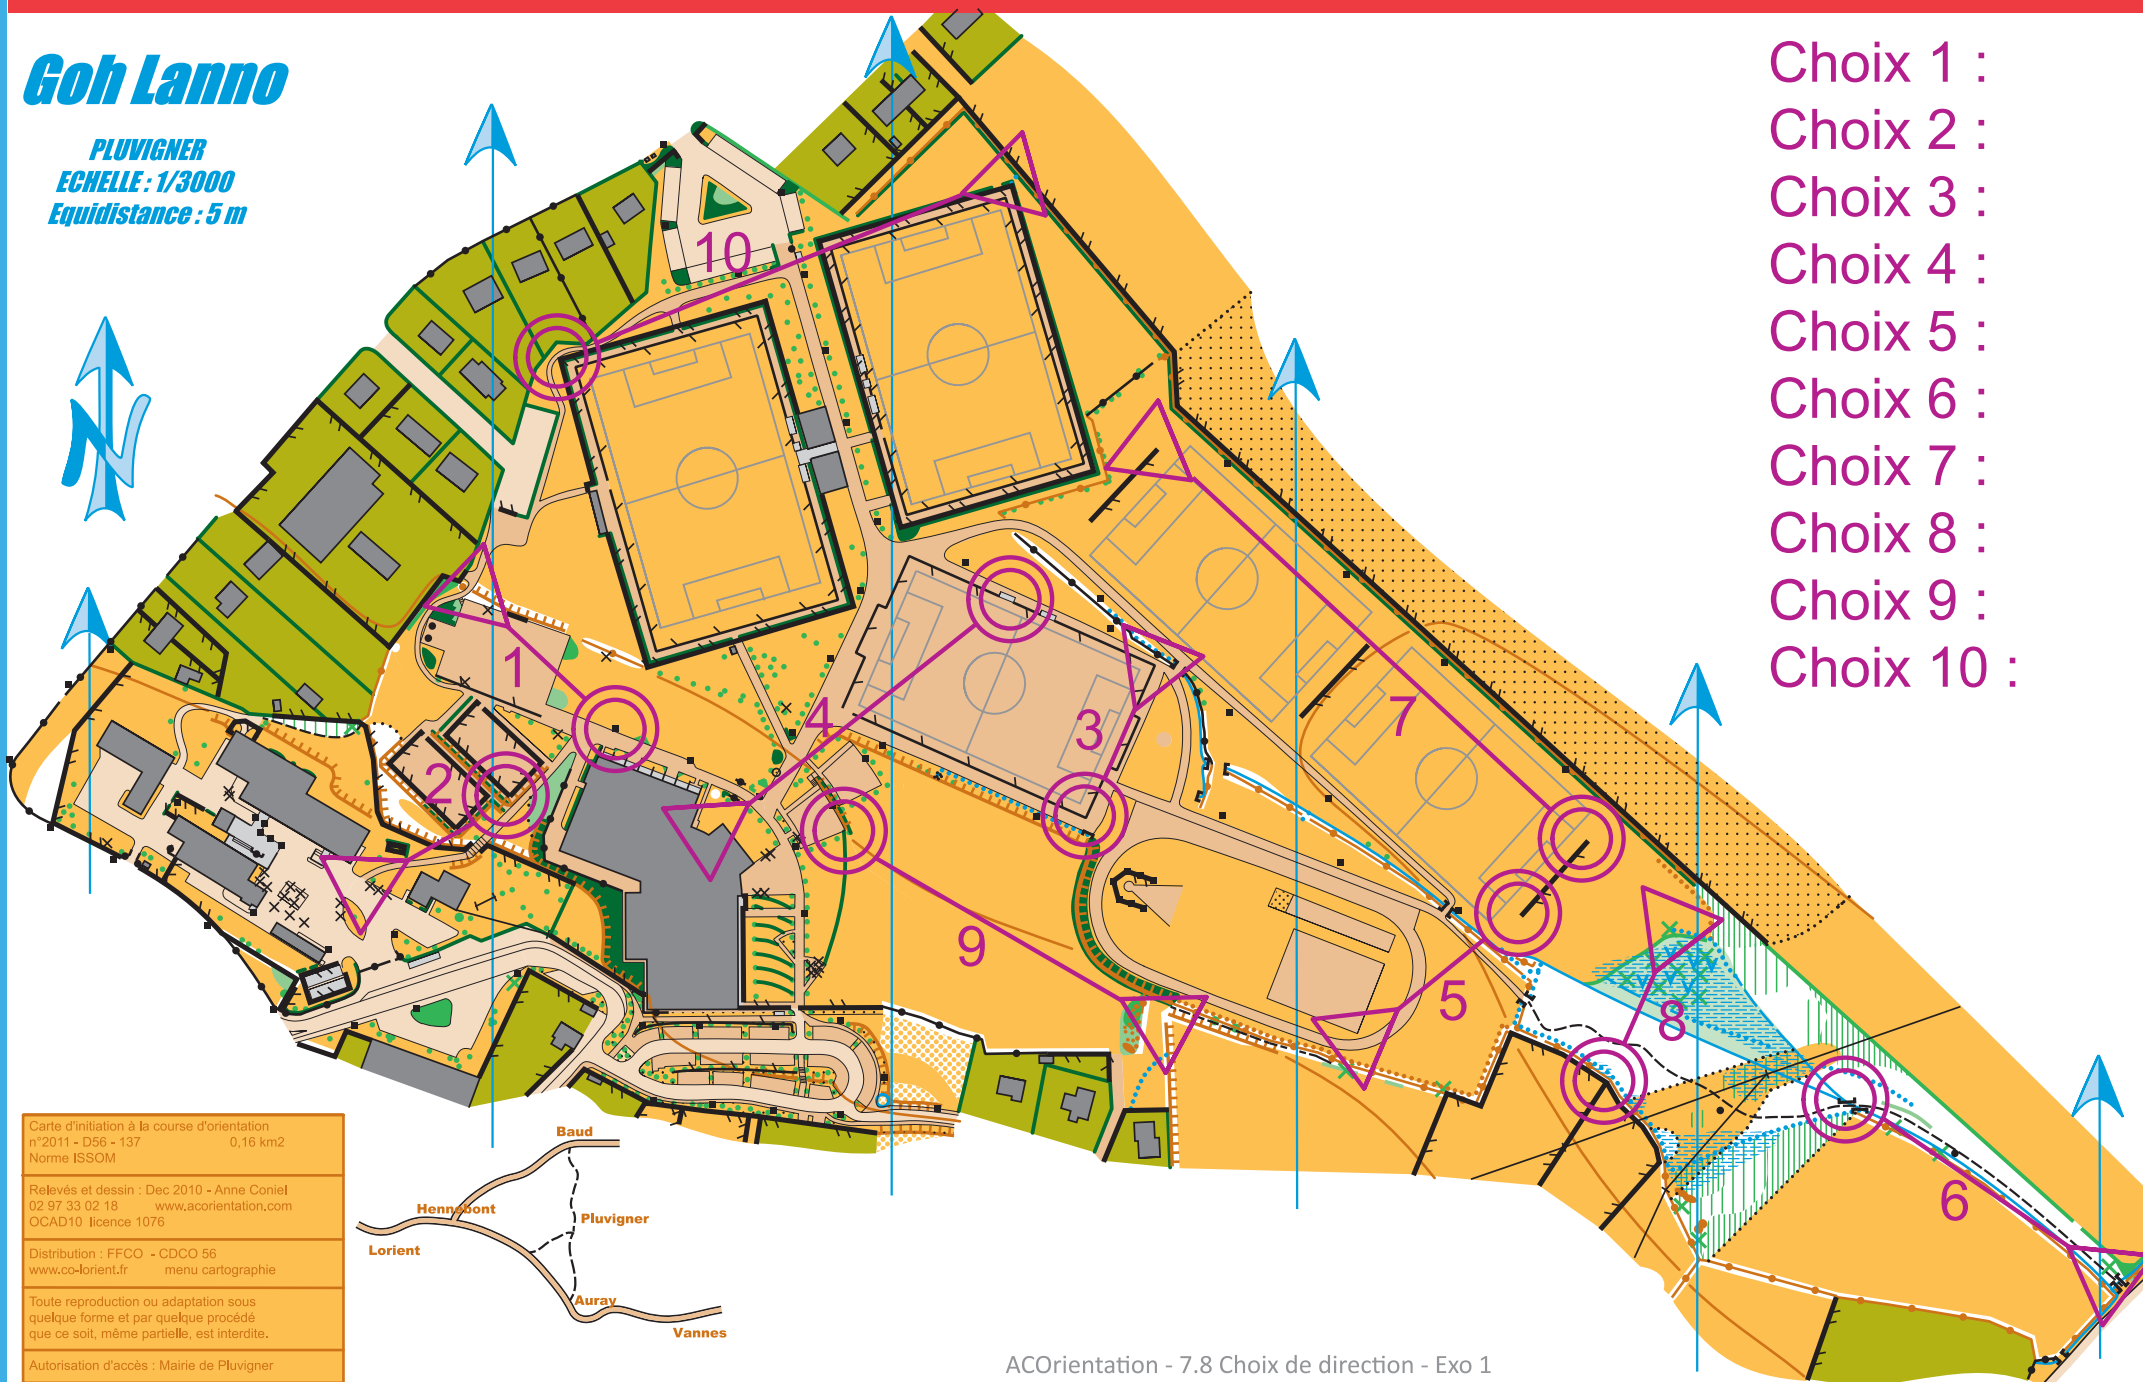 Goh Lanno
PLUVIGNER
ECHELLE : 1/3000
Equidistance : 5 m
N
Choix 1 :
Choix 2 :
Choix 3 :
Choix 4 :
Choix 5 :
Choix 6 :
Choix 7 :
Choix 8 :
Choix 9 :
Choix 10 :
10
1
2
4
3
7
9
5
8
6
Carte d'initiation à la course d'orientation
n°2011 - D56 - 137 0,16 km2
Norme ISSOM
Relevés et dessin : Dec 2010 - Anne Coniel
02 97 33 02 18 www.acorientation.com
OCAD10 licence 1076
Distribution : FFCO - CDCO 56
www.co-lorient.fr menu cartographie
Toute reproduction ou adaptation sous
quelque forme et par quelque procédé
que ce soit, même partielle, est interdite.
Autorisation d'accès : Mairie de Pluvigner
Baud
Hennebont
Pluvigner
Lorient
Auray
Vannes
ACOrientation - 7.8 Choix de direction - Exo 1